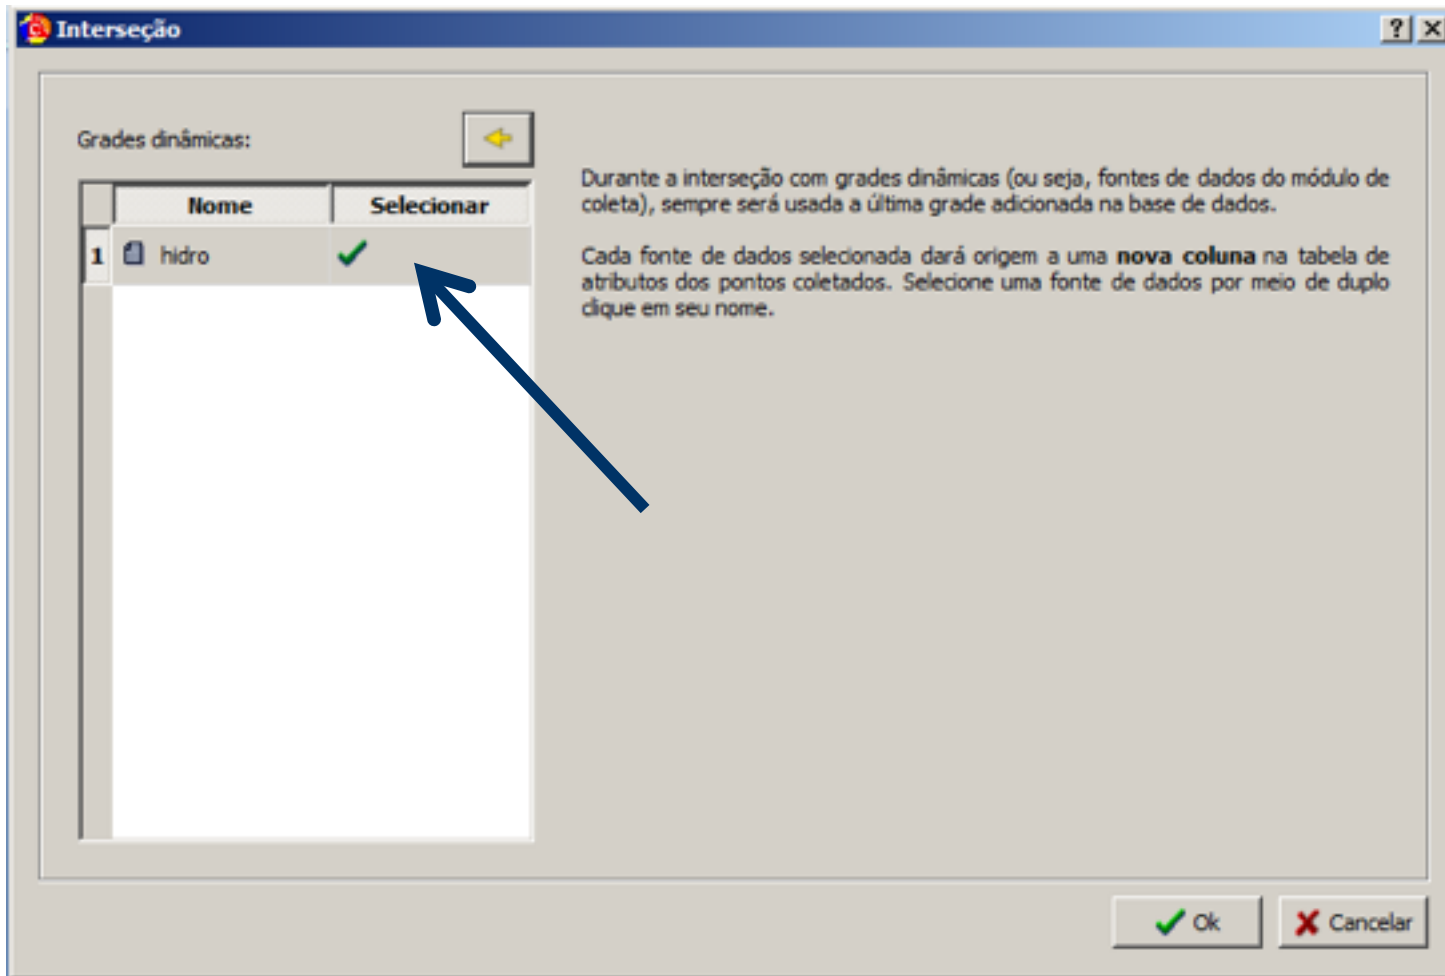 Interseção
Grades dinâmicas:
Nome Selecionar
1 hidro
Durante a interseção com grades dinâmicas (ou seja, fontes de dados do módulo de
coleta), sempre será usada a última grade adicionada na base de dados.
Cada fonte de dados selecionada dará origem a uma nova coluna na tabela de
atributos dos pontos coletados. Selecione uma fonte de dados por meio de duplo
clique em seu nome.
Ok Cancelar